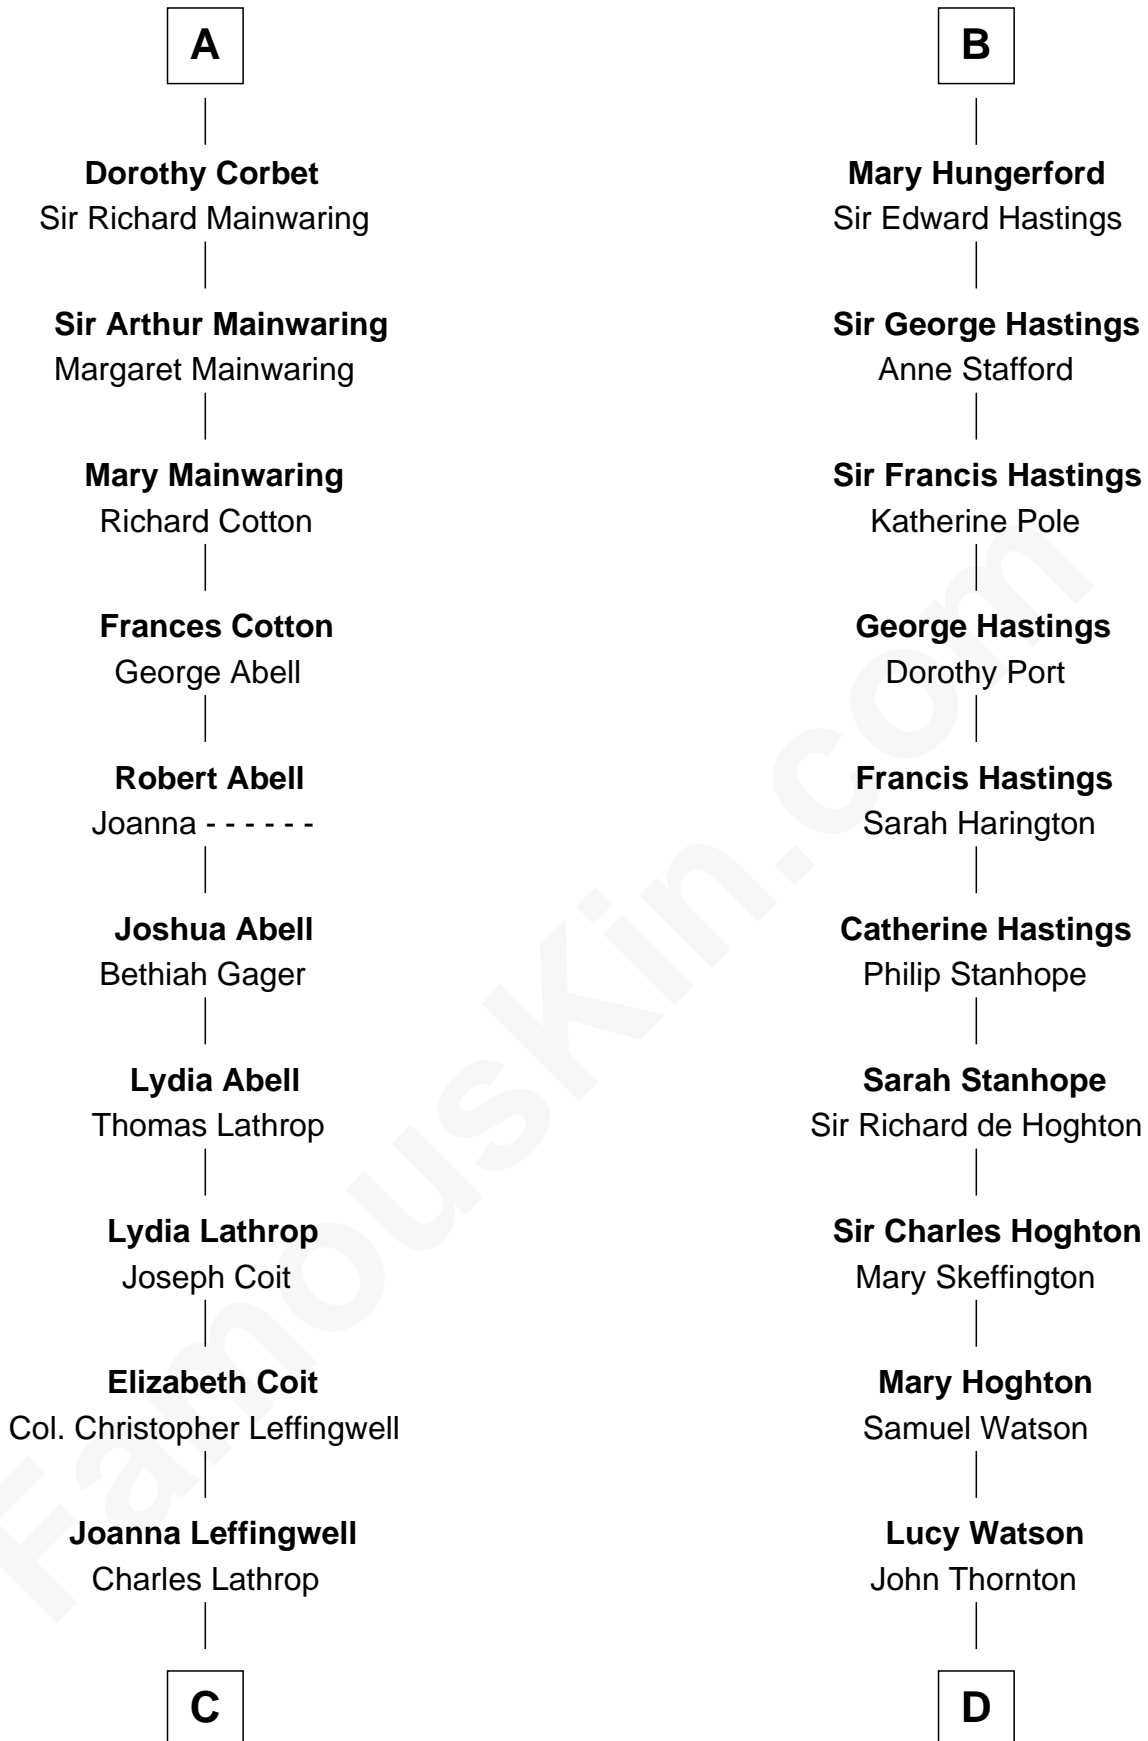 A
Dorothy Corbet
Sir Richard Mainwaring
Sir Arthur Mainwaring
Margaret Mainwaring
Mary Mainwaring
Richard Cotton
Frances Cotton
George Abell
Robert Abell
Joanna - - - - - -
Joshua Abell
Bethiah Gager
Lydia Abell
Thomas Lathrop
Lydia Lathrop
Joseph Coit
Elizabeth Coit
Col. Christopher Leffingwell
Joanna Leffingwell
Charles Lathrop
C
B
Mary Hungerford
Sir Edward Hastings
Sir George Hastings
Anne Stafford
Sir Francis Hastings
Katherine Pole
George Hastings
Dorothy Port
Francis Hastings
Sarah Harington
Catherine Hastings
Philip Stanhope
Sarah Stanhope
Sir Richard de Hoghton
Sir Charles Hoghton
Mary Skeffington
Mary Hoghton
Samuel Watson
Lucy Watson
John Thornton
D
FamousKin.com